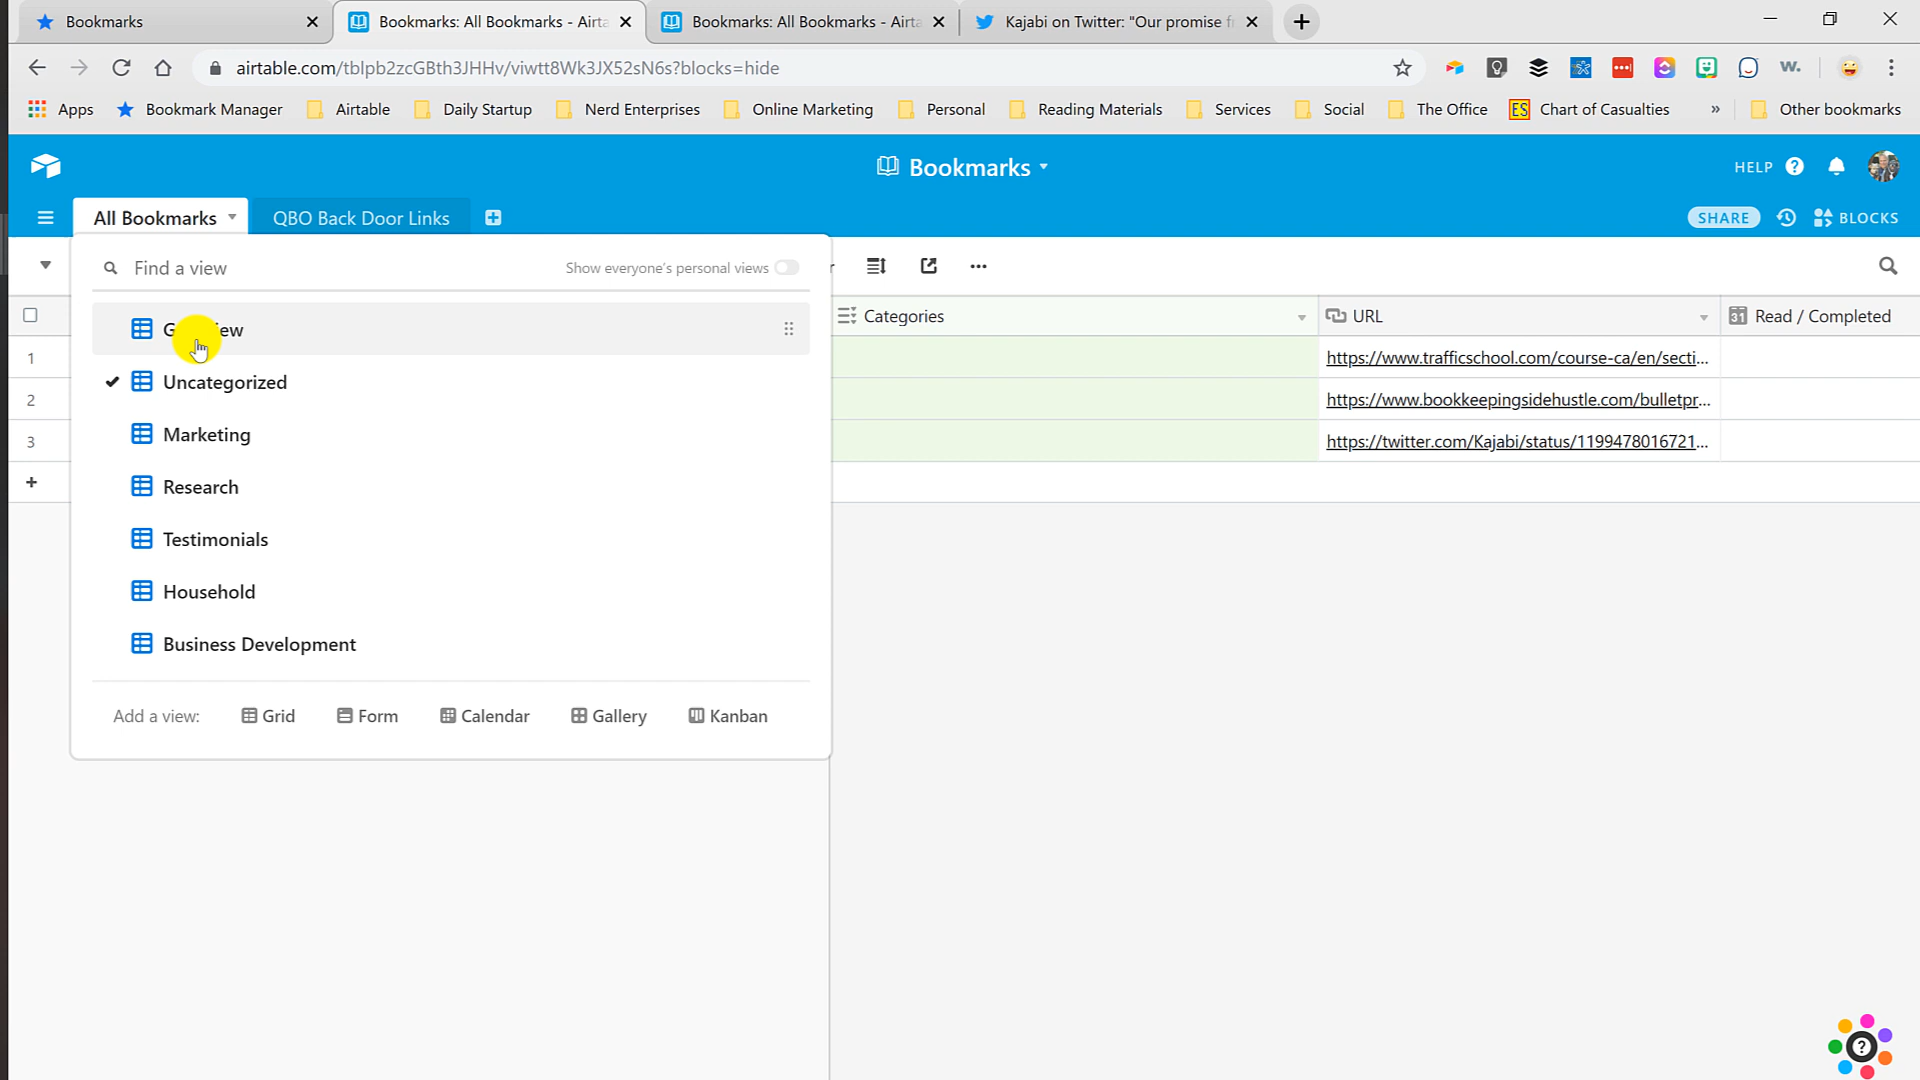 Bookmarks
Bookmarks: All Bookmarks - Airta
Bookmarks: All Bookmarks - Airta
Kajabi on Twitter: "Our promise fr
airtable.com/tblpb2zcGBth3JHHv/viwtt8Wk3JX52sN6s?blocks=hide
Apps
Bookmark Manager
Airtable
Daily Startup
Nerd Enterprises
Online Marketing
Personal
Reading Materials
Services
Social
The Office
ES
Chart of Casualties
»
Other bookmarks
Bookmarks
HELP
All Bookmarks
QBO Back Door Links
SHARE
BLOCKS
Find a view
Show everyone's personal views
Categories
URL
31
Read / Completed
Uncategorized
Marketing
Research
Testimonials
Household
Business Development
1
2
3
https://www.trafficschool.com/course-ca/en/secti...
https://www.bookkeepingsidehustle.com/bulletpr...
https://twitter.com/Kajabi/status/1199478016721...
Add a view:
Grid
Form
Calendar
Gallery
Kanban